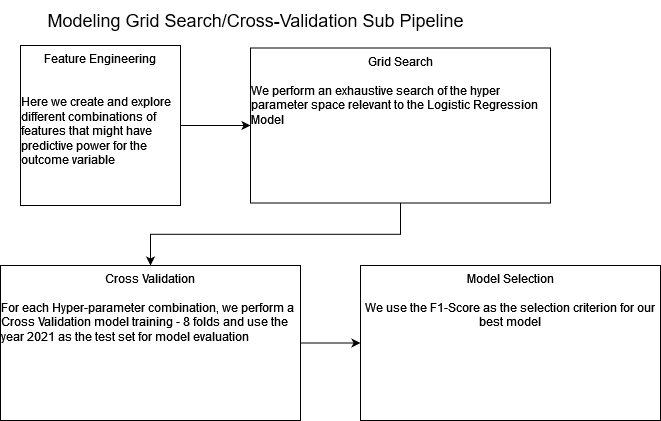 Modeling Grid Search/Cross-Validation Sub Pipeline
Feature Engineering
Here we create and explore
different combinations of
features that might have
predictive power for the
outcome variable
Grid Search
We perform an exhaustive search of the hyper
parameter space relevant to the Logistic Regression
Model
Cross Validation
For each Hyper-parameter combination, we perform a
Cross Validation model training - 8 folds and use the
year 2021 as the test set for model evaluation
Model Selection
We use the F1-Score as the selection criterion for our
best model